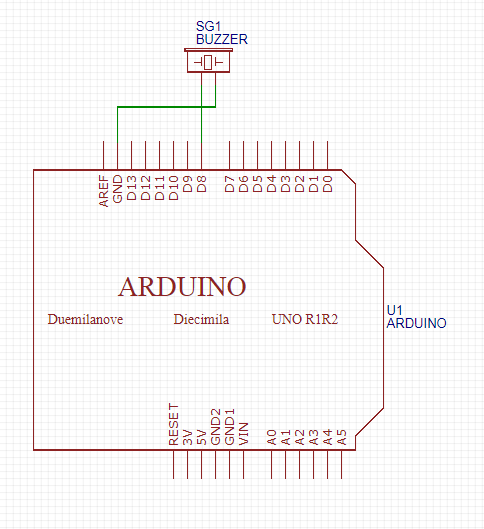 SG1
BUZZER
AREF
GND
D13
D12
D11
D10
D9
D8
D7
D6
D5
D4
D3
D2
D1
D0
ARDUINO
Duemilanove Diecimila UNO R1R2
U1
ARDUINO
RESET
3V
5V
GND2
GND1
VIN
A0
A1
A2
A3
A4
A5